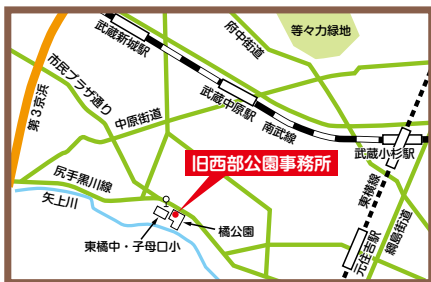 等々力緑地
府中街道
武蔵新城駅
市民プラザ通り
第3京浜
武蔵中原駅
中原街道
南武線
武蔵小杉駅
旧西部公園事務所
尻手黒川線
東横線
矢上川
綱島街道
橘公園
元住吉駅
東橘中・子母口小